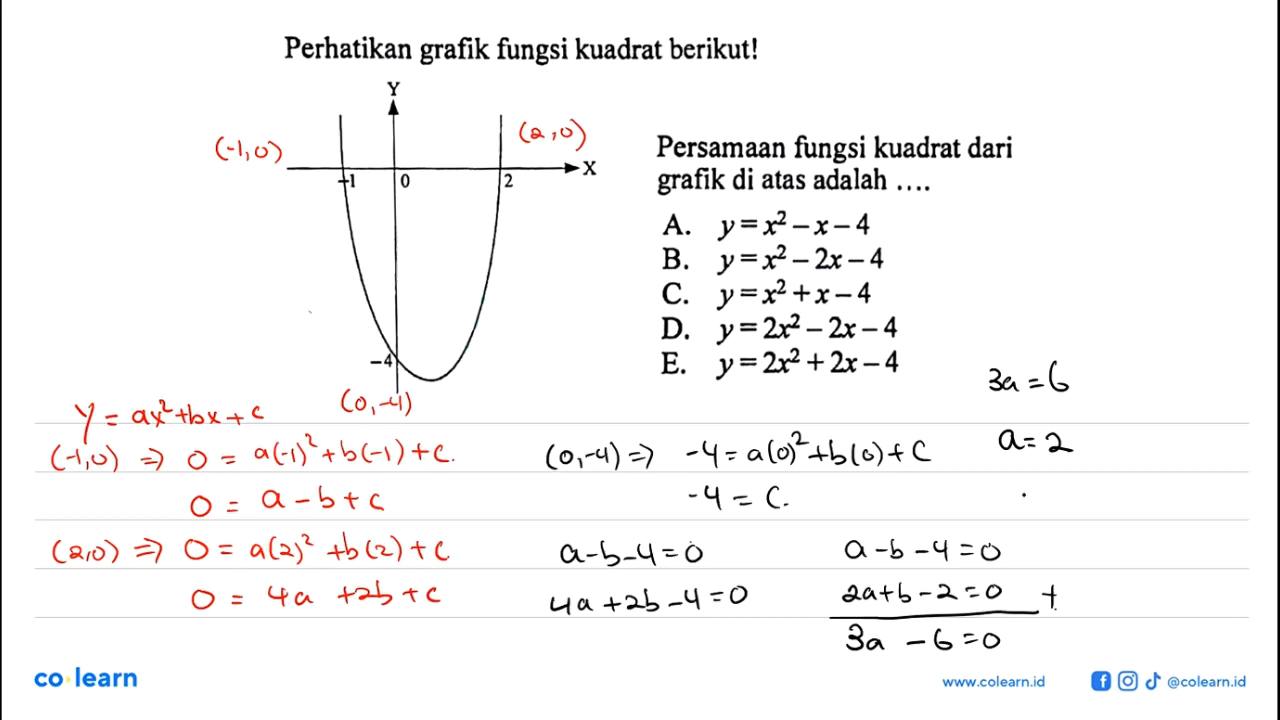 Perhatikan grafik fungsi kuadrat berikut!
Y
(-1,0)
(2,0)
X
-1
0
2
-4
(0,-4)
Persamaan fungsi kuadrat dari
grafik di atas adalah ....
A. y = x² – x – 4
B. y = x² – 2x – 4
C. y = x² + x – 4
D. y = 2x² – 2x – 4
E. y = 2x² + 2x – 4
y = ax²+bx+c
(-1,0) ⇒ 0 = a(-1)²+b(-1)+c.
0 = a-b+c
(2,0) ⇒ 0 = a(2)²+b(2)+c
0 = 4a+2b+c
(0,-4) ⇒ -4 = a(0)²+b(0)+c
-4 = c.
a-b-4=0
4a+2b-4=0
a-b-4=0
2a+b-2=0 +
3a-6=0
3a=6
a=2
co·learn
www.colearn.id
@colearn.id